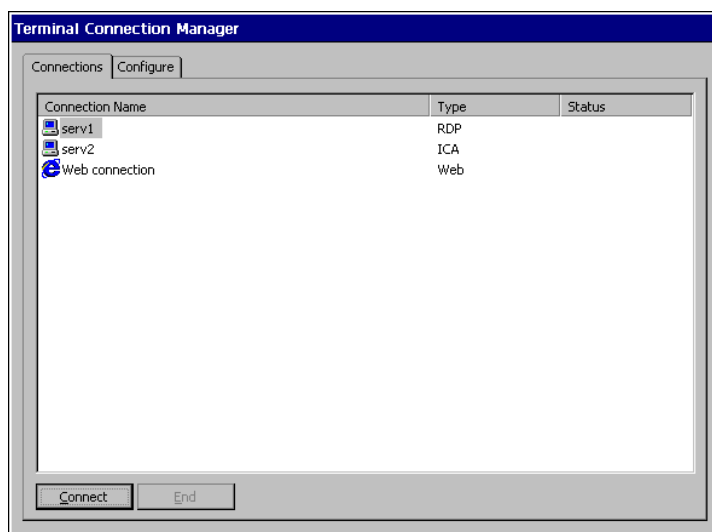 Terminal Connection Manager
Connections Configure
Connection Name Type Status
serv1 RDP
serv2 ICA
Web connection Web
Connect End